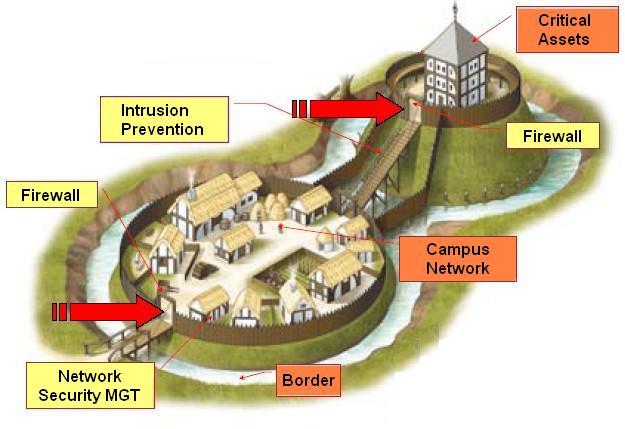 Critical
Assets
Intrusion
Prevention
Firewall
Firewall
Campus
Network
Network
Security MGT
Border